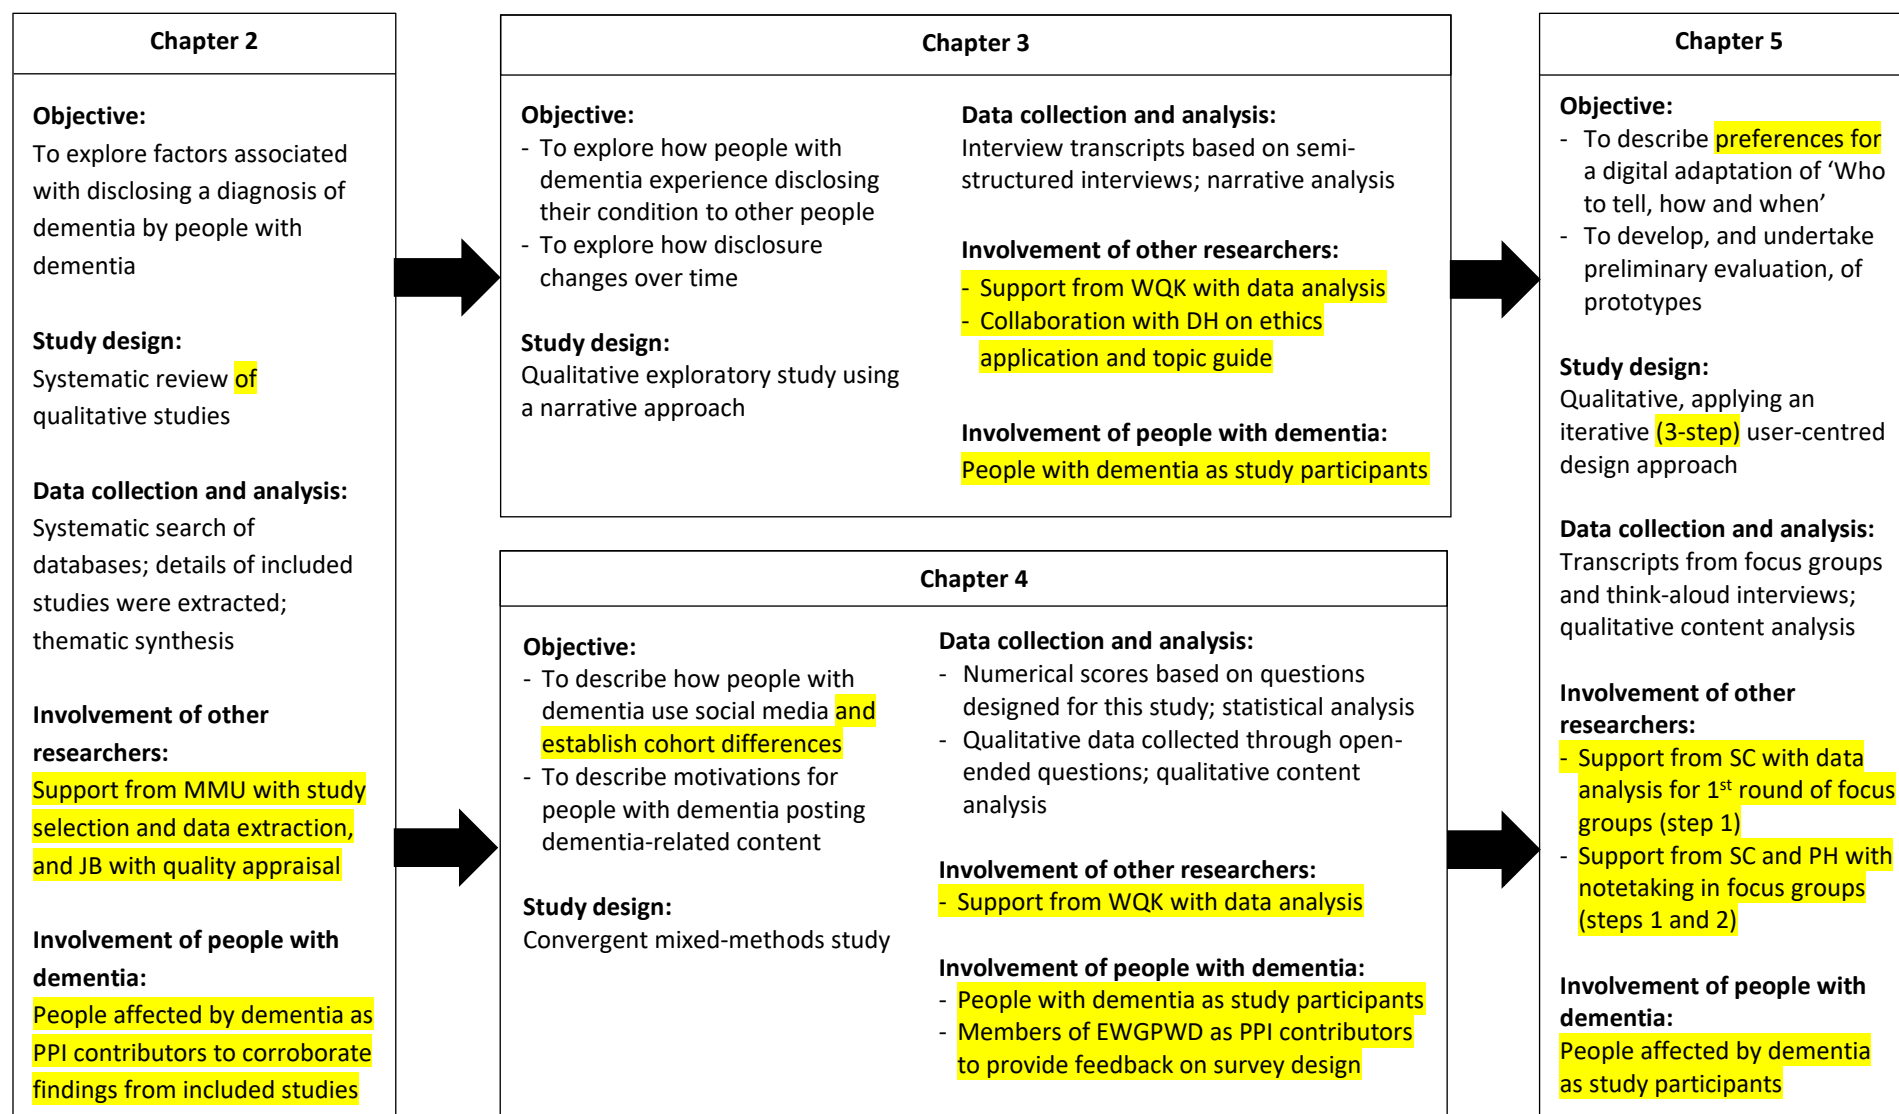 Chapter 2
Objective:
To explore factors associated
with disclosing a diagnosis of
dementia by people with
dementia
Study design:
Systematic review of
qualitative studies
Data collection and analysis:
Systematic search of
databases; details of included
studies were extracted;
thematic synthesis
Involvement of other
researchers:
Support from MMU with study
selection and data extraction,
and JB with quality appraisal
Involvement of people with
dementia:
People affected by dementia as
PPI contributors to corroborate
findings from included studies
Chapter 3
Objective:
- To explore how people with
dementia experience disclosing
their condition to other people
- To explore how disclosure
changes over time
Study design:
Qualitative exploratory study using
a narrative approach
Data collection and analysis:
Interview transcripts based on semi-
structured interviews; narrative analysis
Involvement of other researchers:
- Support from WQK with data analysis
- Collaboration with DH on ethics
application and topic guide
Involvement of people with dementia:
People with dementia as study participants
Chapter 4
Objective:
- To describe how people with
dementia use social media and
establish cohort differences
- To describe motivations for
people with dementia posting
dementia-related content
Study design:
Convergent mixed-methods study
Data collection and analysis:
- Numerical scores based on questions
designed for this study; statistical analysis
- Qualitative data collected through open-
ended questions; qualitative content
analysis
Involvement of other researchers:
- Support from WQK with data analysis
Involvement of people with dementia:
- People with dementia as study participants
- Members of EWGPWD as PPI contributors
to provide feedback on survey design
Chapter 5
Objective:
- To describe preferences for
a digital adaptation of ‘Who
to tell, how and when’
- To develop, and undertake
preliminary evaluation, of
prototypes
Study design:
Qualitative, applying an
iterative (3-step) user-centred
design approach
Data collection and analysis:
Transcripts from focus groups
and think-aloud interviews;
qualitative content analysis
Involvement of other
researchers:
- Support from SC with data
analysis for 1st round of focus
groups (step 1)
- Support from SC and PH with
notetaking in focus groups
(steps 1 and 2)
Involvement of people with
dementia:
People affected by dementia
as study participants